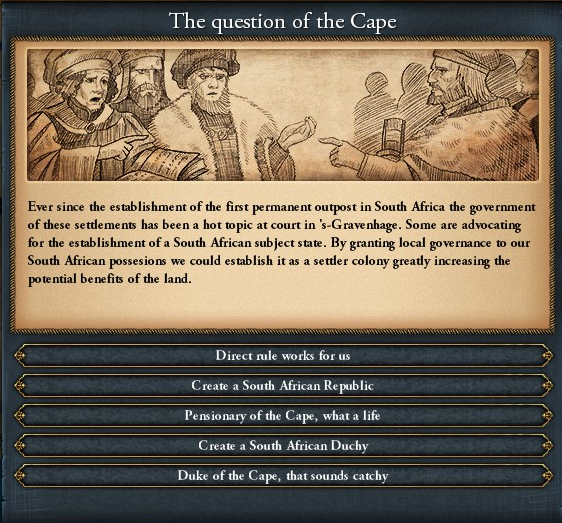 The question of the Cape
Ever since the establishment of the first permanent outpost in South Africa the government
of these settlements has been a hot topic at court in 's-Gravenhage. Some are advocating
for the establishment of a South African subject state. By granting local governance to our
South African possesions we could establish it as a settler colony greatly increasing the
potential benefits of the land.
Direct rule works for us
Create a South African Republic
Pensionary of the Cape, what a life
Create a South African Duchy
Duke of the Cape, that sounds catchy